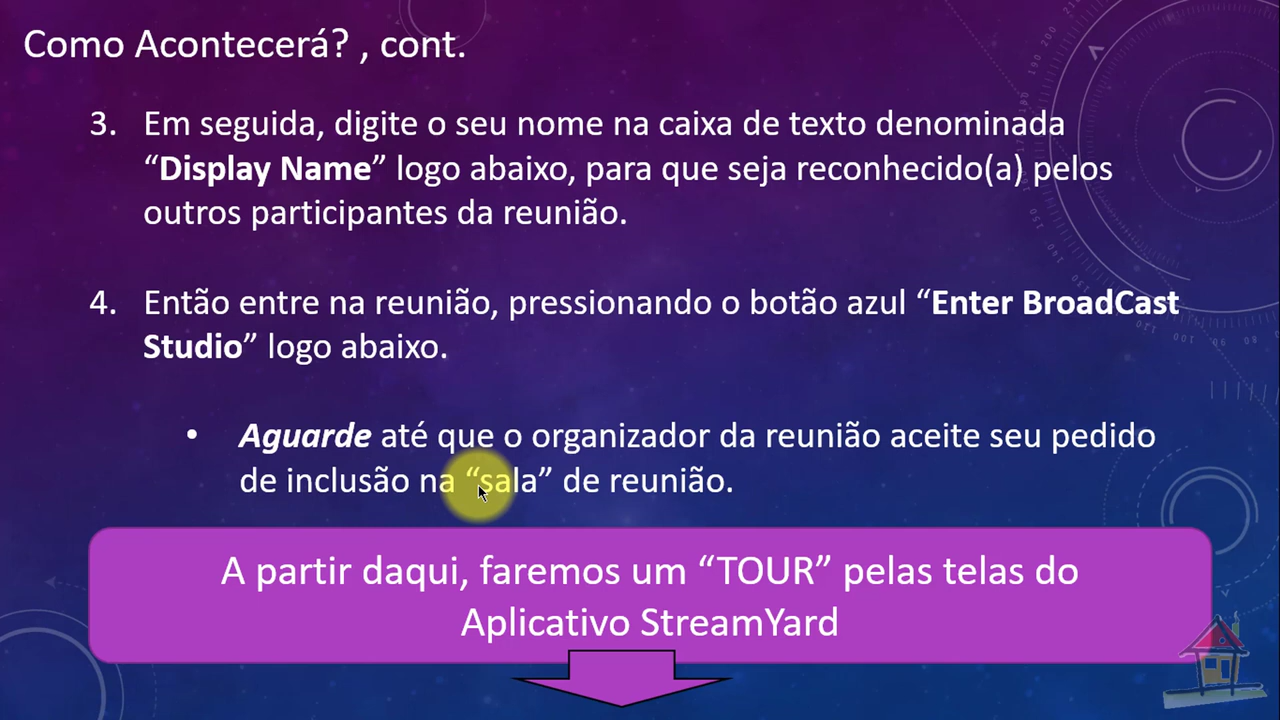 Como Acontecerá? , cont.
3. Em seguida, digite o seu nome na caixa de texto denominada
“Display Name” logo abaixo, para que seja reconhecido(a) pelos
outros participantes da reunião.
4. Então entre na reunião, pressionando o botão azul “Enter BroadCast
Studio” logo abaixo.
• Aguarde até que o organizador da reunião aceite seu pedido
de inclusão na “sala” de reunião.
A partir daqui, faremos um “TOUR” pelas telas do
Aplicativo StreamYard